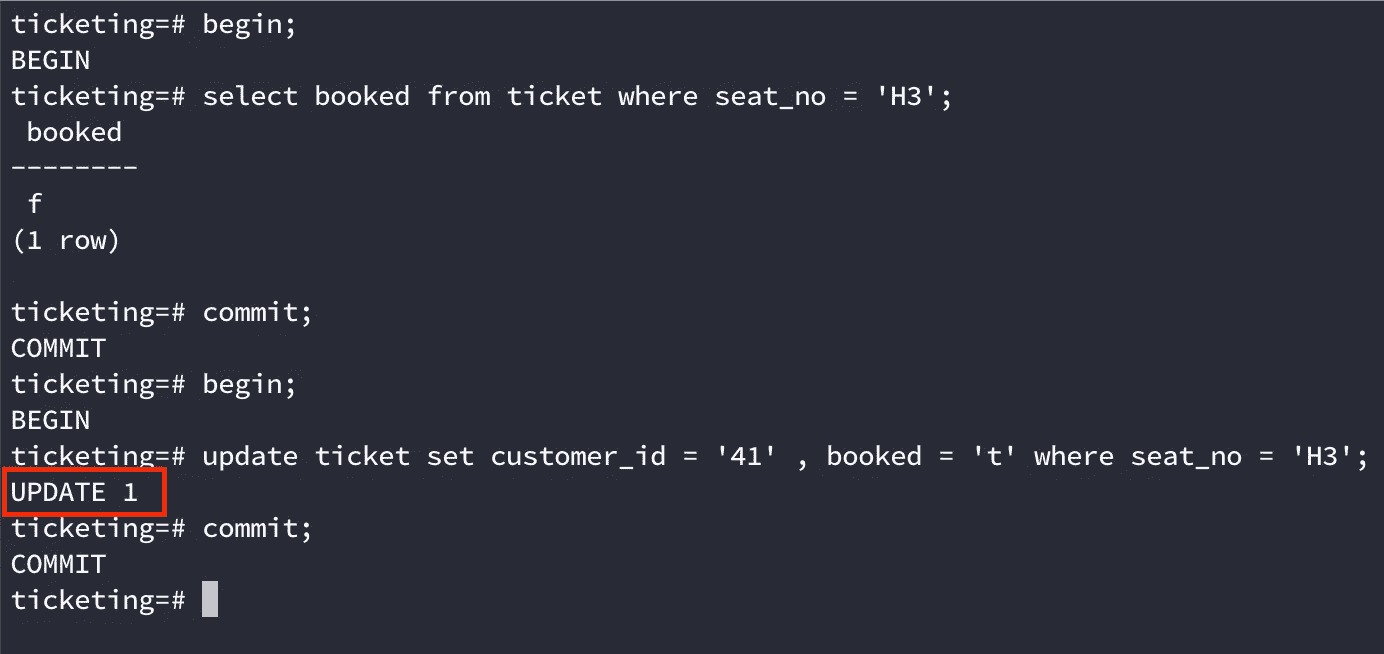 ticketing=# begin;
BEGIN
ticketing=# select booked from ticket where seat_no = 'H3';
 booked
--------
 f
(1 row)

ticketing=# commit;
COMMIT
ticketing=# begin;
BEGIN
ticketing=# update ticket set customer_id = '41' , booked = 't' where seat_no = 'H3';
UPDATE 1
ticketing=# commit;
COMMIT
ticketing=#